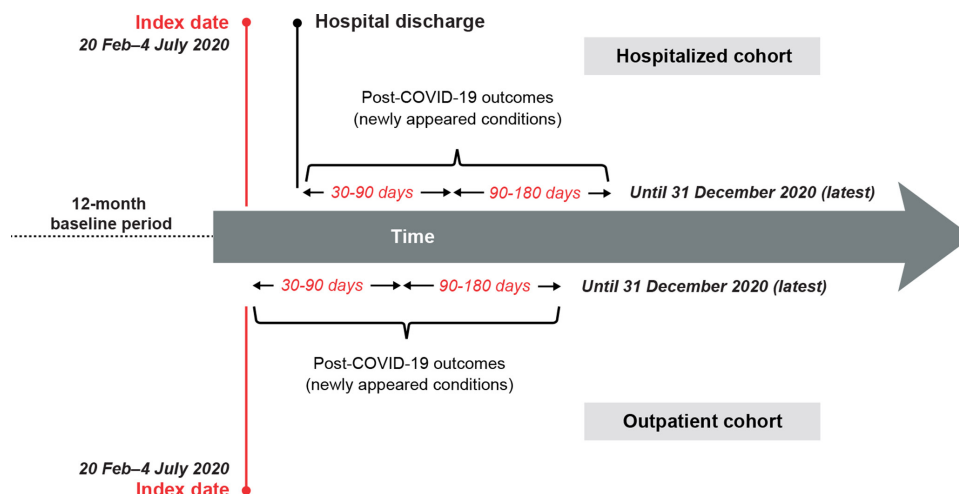 Index date
20 Feb–4 July 2020
Hospital discharge
Hospitalized cohort
Post-COVID-19 outcomes
(newly appeared conditions)
30-90 days
90-180 days
Until 31 December 2020 (latest)
12-month
baseline period
Time
30-90 days
90-180 days
Until 31 December 2020 (latest)
Post-COVID-19 outcomes
(newly appeared conditions)
Outpatient cohort
20 Feb–4 July 2020
Index date